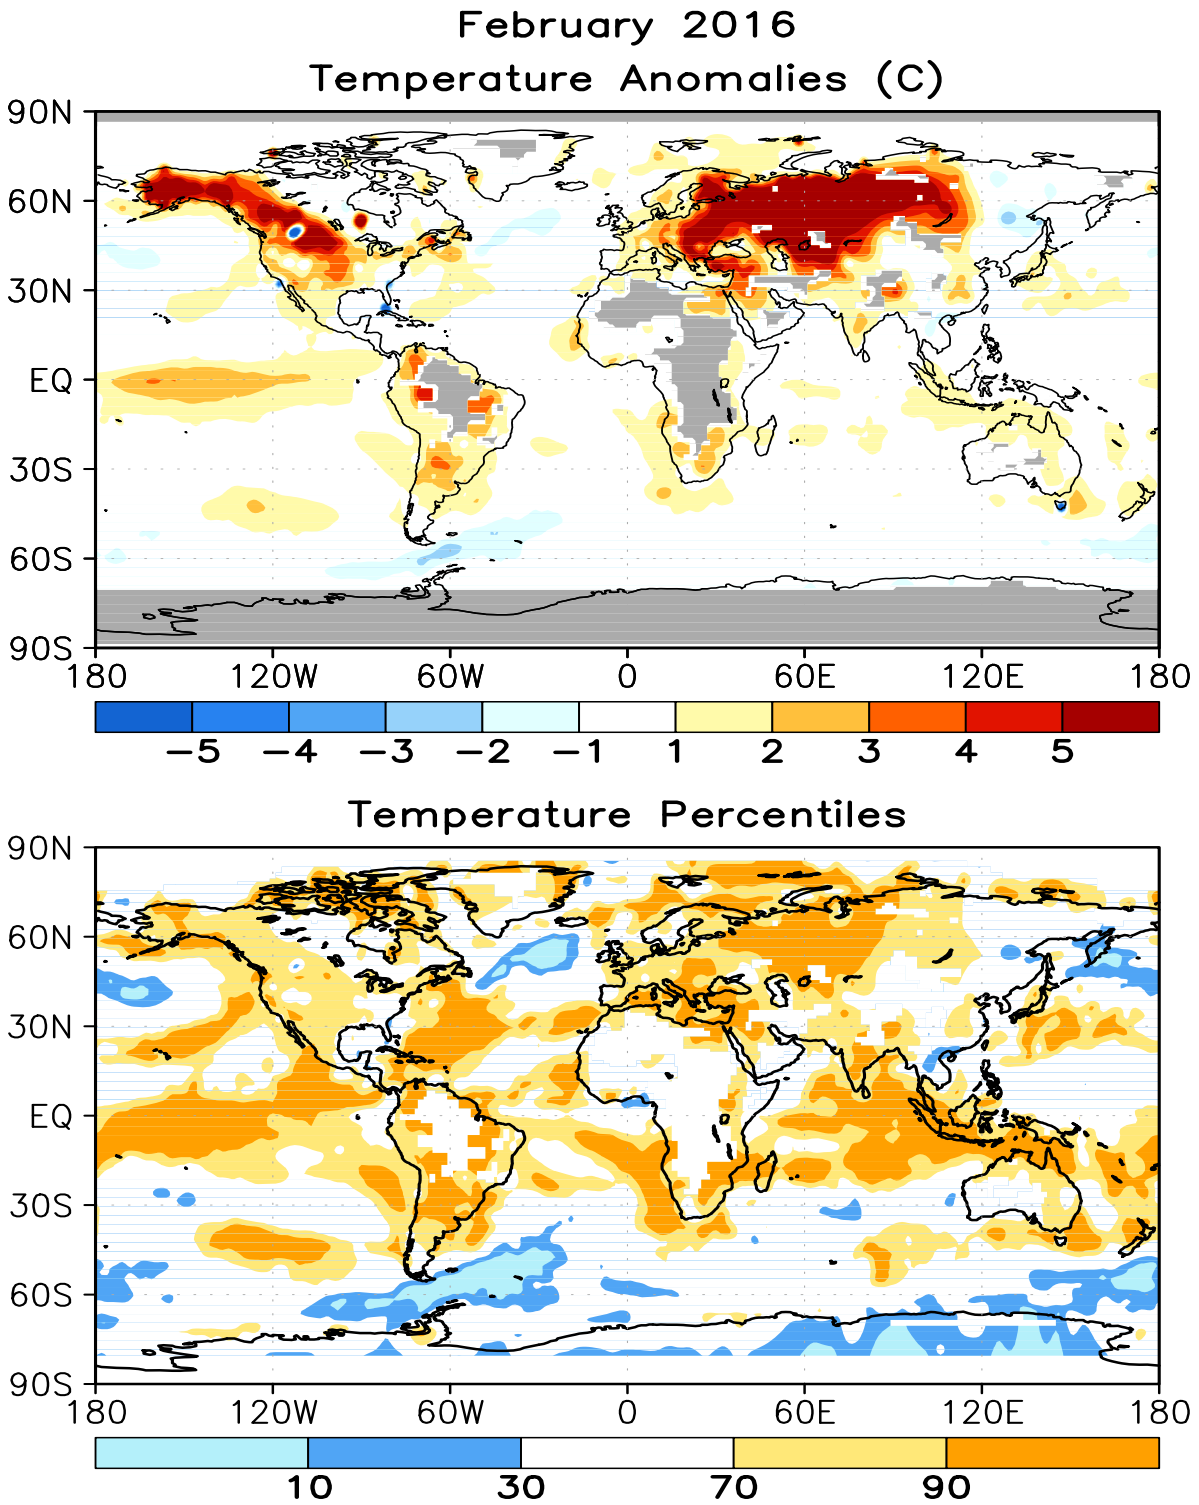 February 2016
Temperature Anomalies (C)
90N
60N
30N
EQ
30S
60S
90S
180 120W 60W 0 60E 120E 180
−5 −4 −3 −2 −1 1 2 3 4 5
Temperature Percentiles
90N
60N
30N
EQ
30S
60S
90S
180 120W 60W 0 60E 120E 180
10 30 70 90